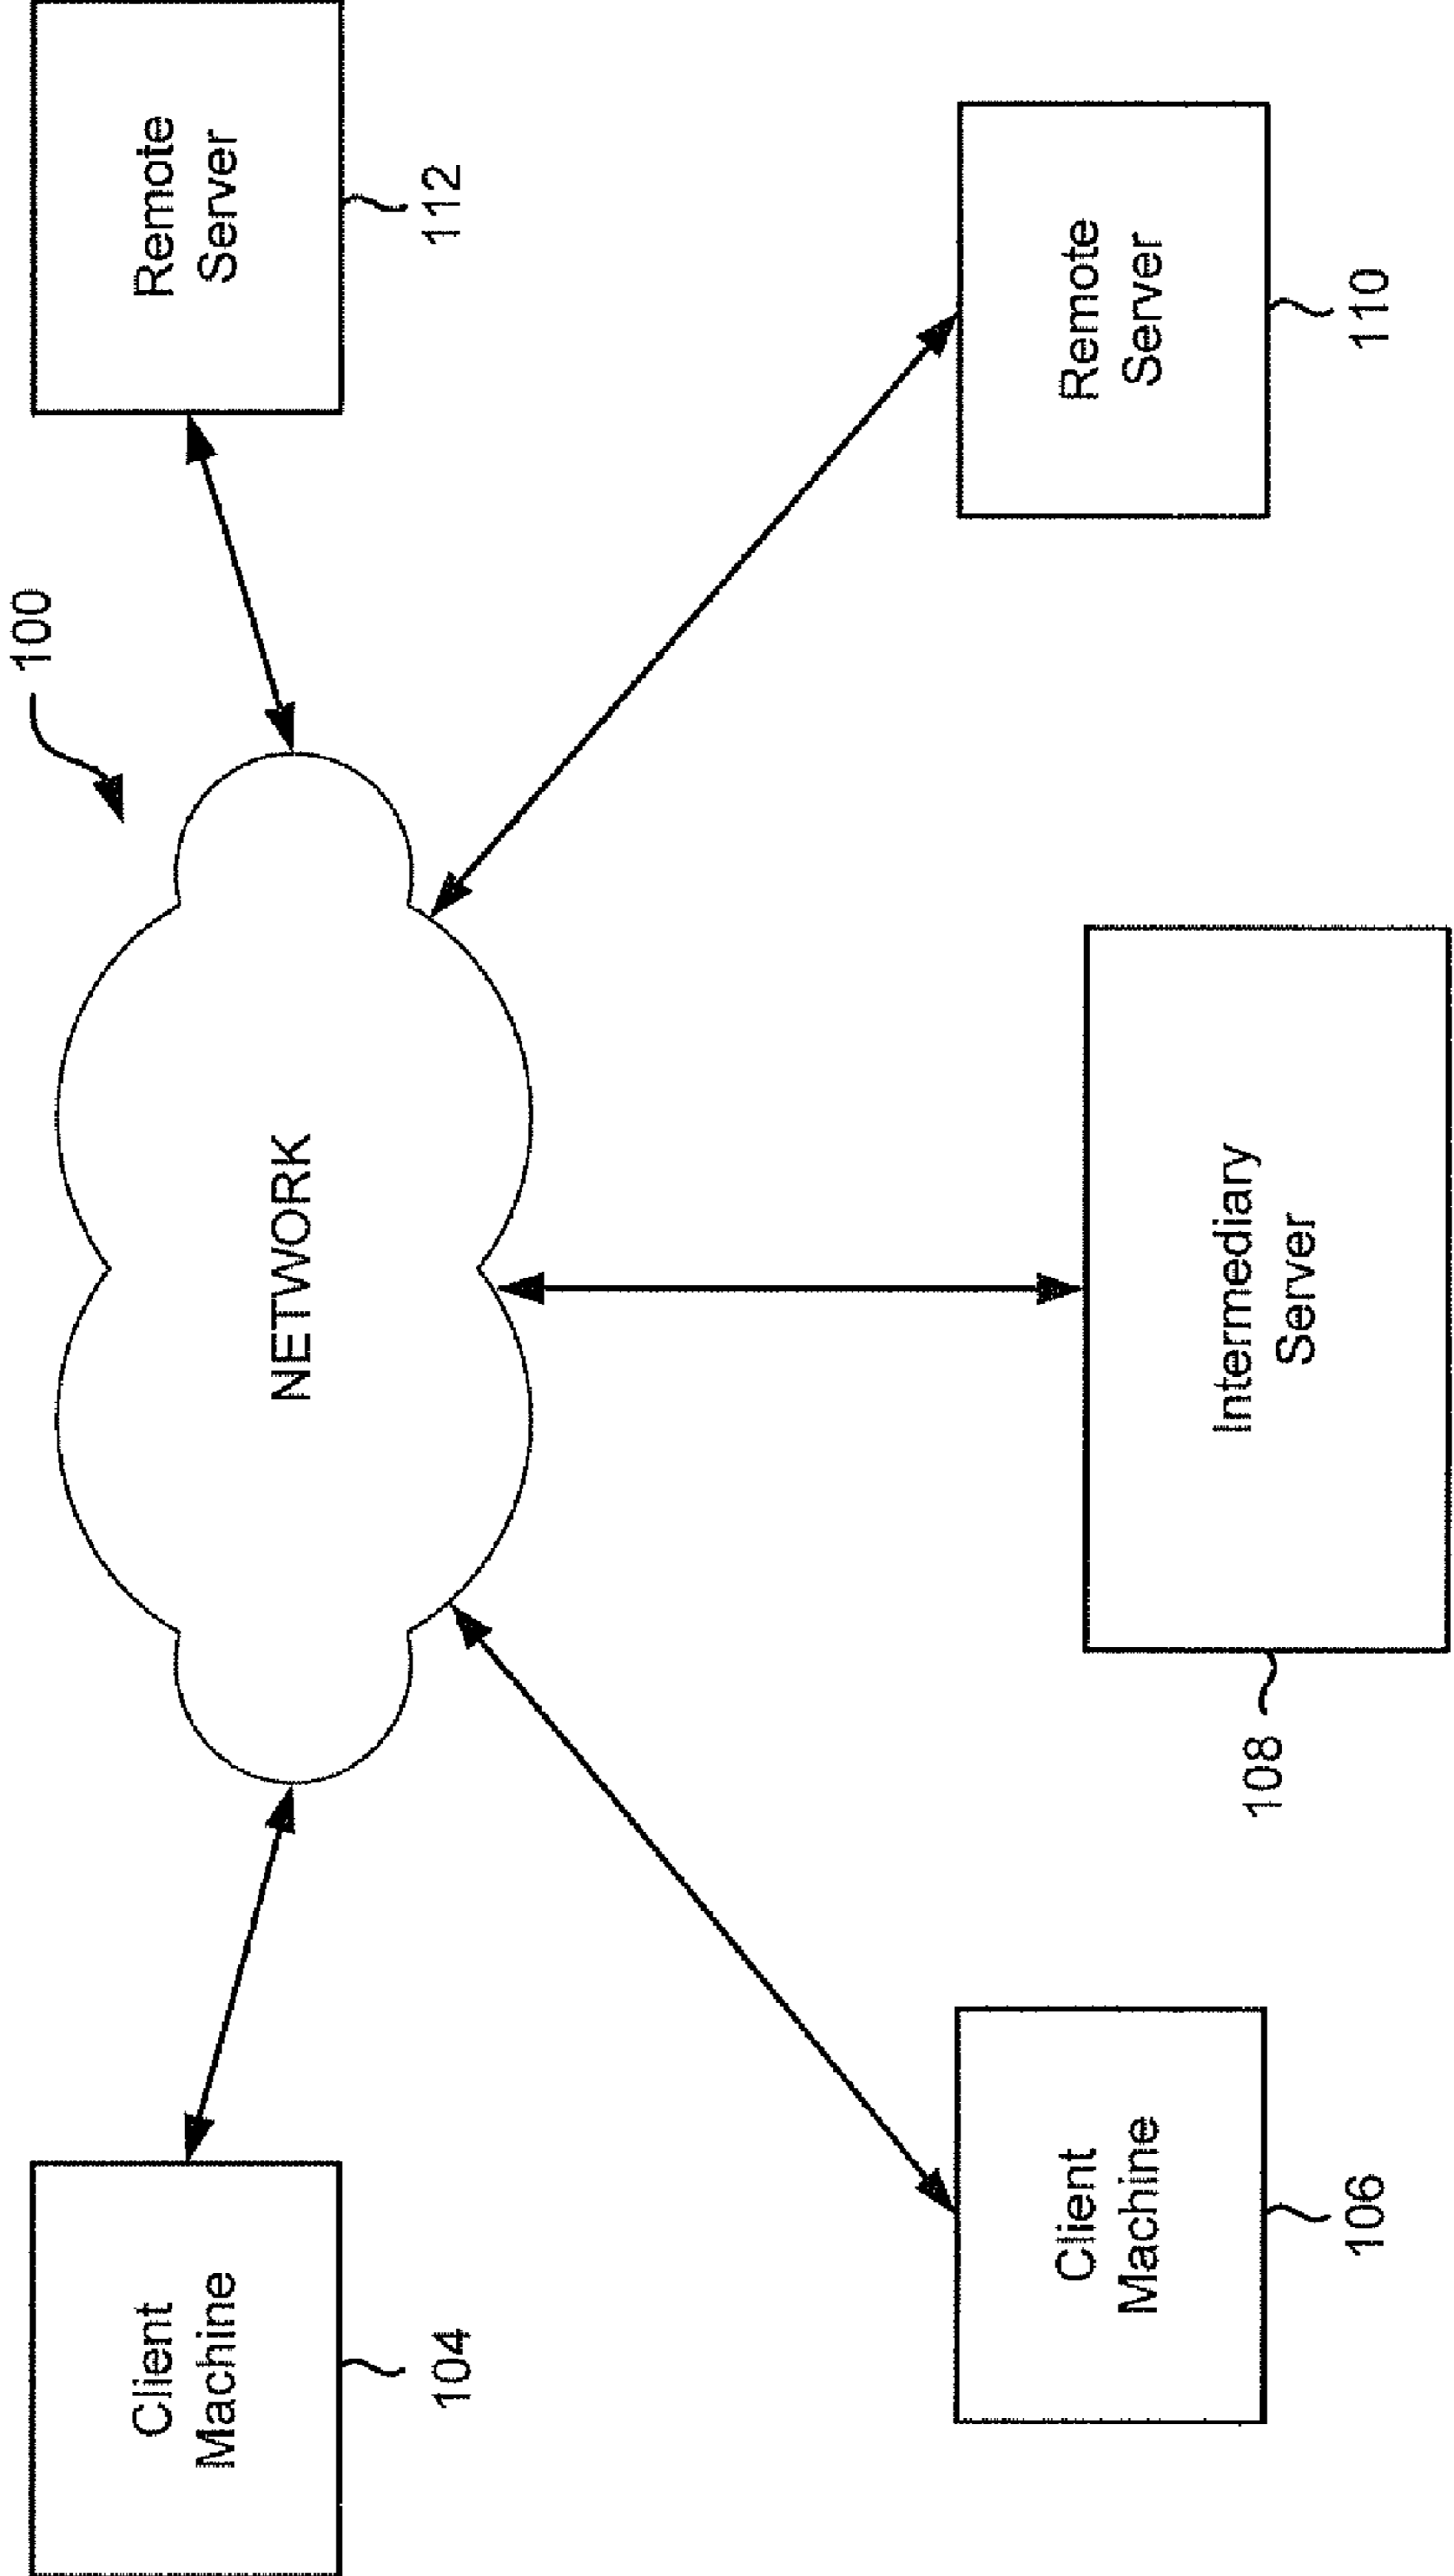 100
Client
Machine
104
NETWORK
Remote
Server
112
Client
Machine
106
Intermediary
Server
108
Remote
Server
110